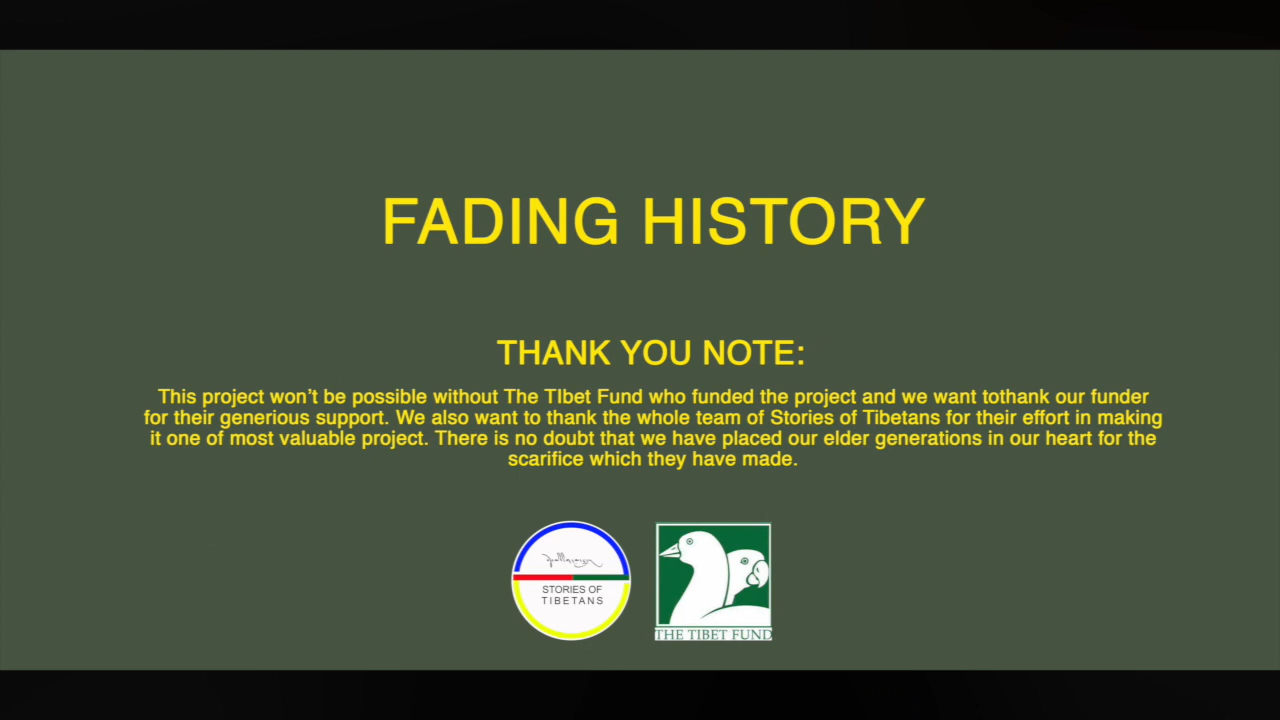 FADING HISTORY
THANK YOU NOTE:
This project won't be possible without The TIbet Fund who funded the project and we want tothank our funder
for their generious support. We also want to thank the whole team of Stories of Tibetans for their effort in making
it one of most valuable project. There is no doubt that we have placed our elder generations in our heart for the
scarifice which they have made.
STORIES OF
TIBETANS
THE TIBET FUND